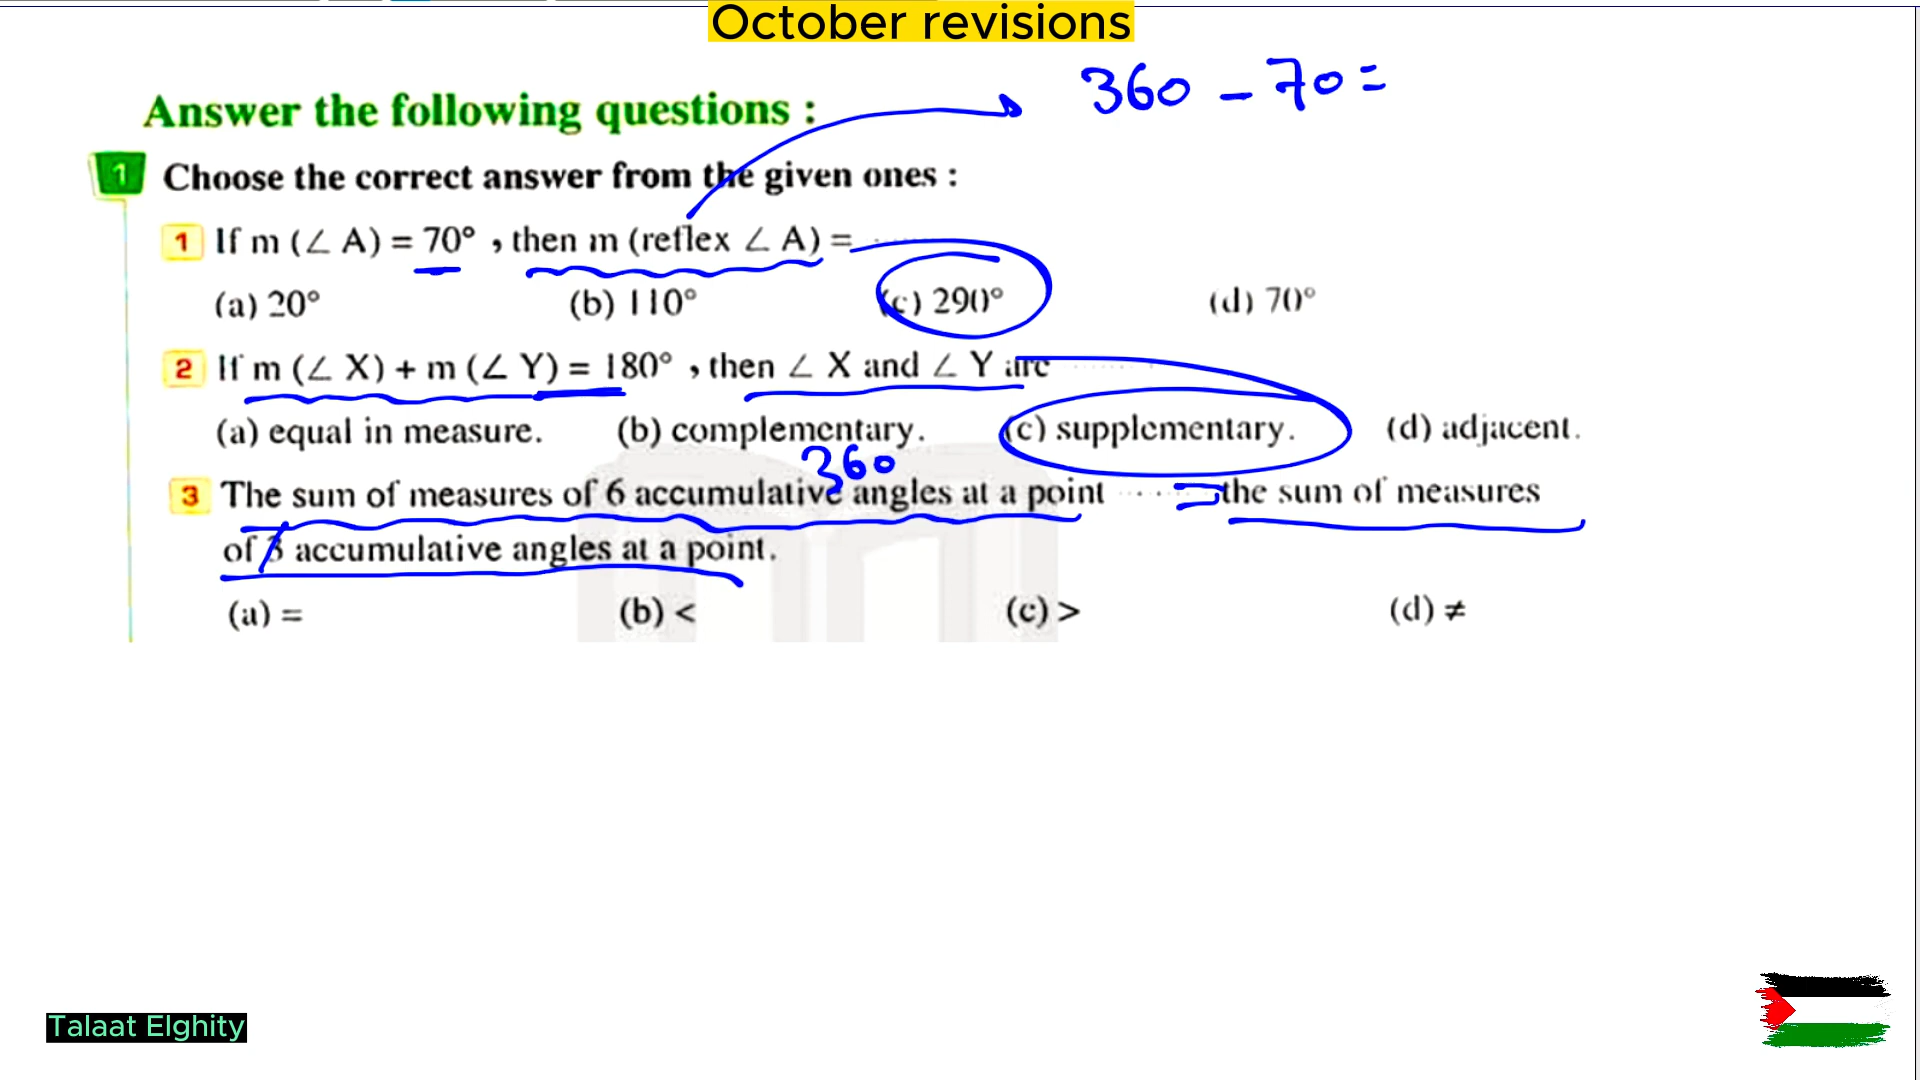 October revisions
360 - 70 =
Answer the following questions :
1 Choose the correct answer from the given ones :
1 If m (∠ A) = 70° , then m (reflex ∠ A) = ........
(a) 20° (b) 110° (c) 290° (d) 70°
2 If m (∠ X) + m (∠ Y) = 180° , then ∠ X and ∠ Y are ........
(a) equal in measure. (b) complementary. (c) supplementary. (d) adjacent.
360
3 The sum of measures of 6 accumulative angles at a point ........ = the sum of measures
of accumulative angles at a point.
(a) = (b) < (c) > (d) ≠
Talaat Elghity